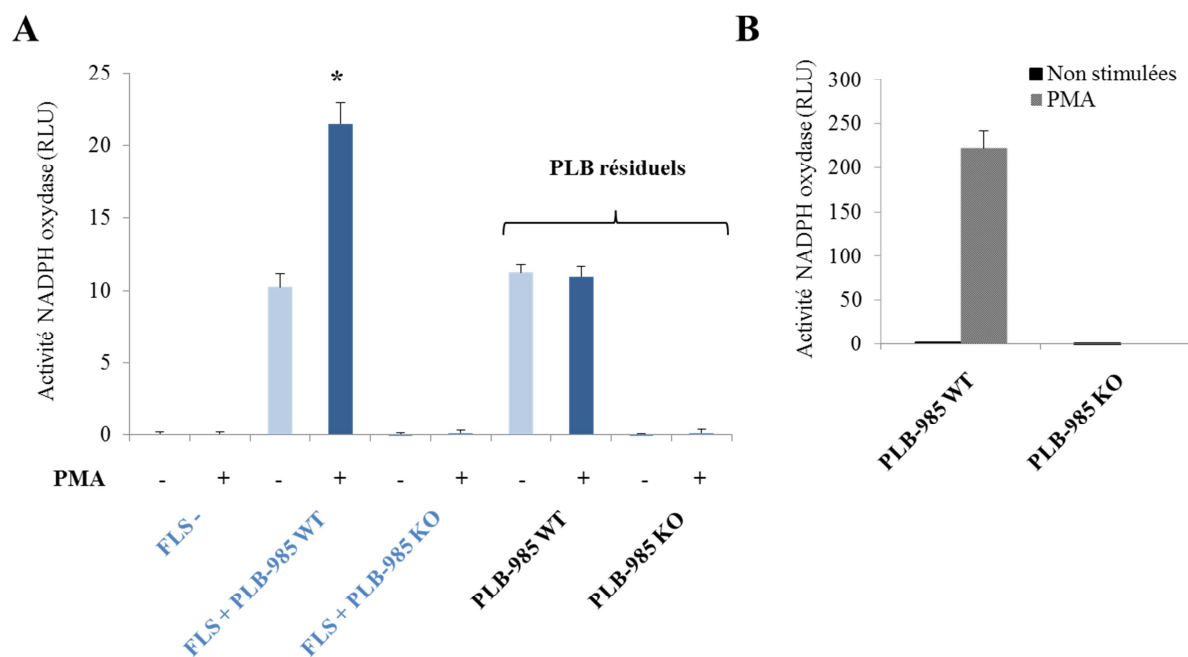 A
Activité NADPH oxydase (RLU)
25
20
15
10
5
0
*
PLB résiduels
PMA - + - + - + - + - +
FLS -
FLS + PLB-985 WT
FLS + PLB-985 KO
PLB-985 WT
PLB-985 KO
B
Activité NADPH oxydase (RLU)
300
250
200
150
100
50
0
Non stimulées
PMA
PLB-985 WT
PLB-985 KO